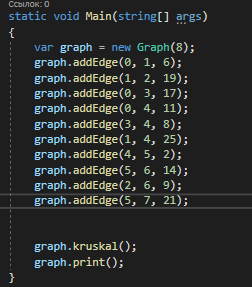 Ссылок: 0
static void Main(string[] args)
{
var graph = new Graph(8);
graph.addEdge(0, 1, 6);
graph.addEdge(1, 2, 19);
graph.addEdge(0, 3, 17);
graph.addEdge(0, 4, 11);
graph.addEdge(3, 4, 8);
graph.addEdge(1, 4, 25);
graph.addEdge(4, 5, 2);
graph.addEdge(5, 6, 14);
graph.addEdge(2, 6, 9);
graph.addEdge(5, 7, 21);
graph.kruskal();
graph.print();
}